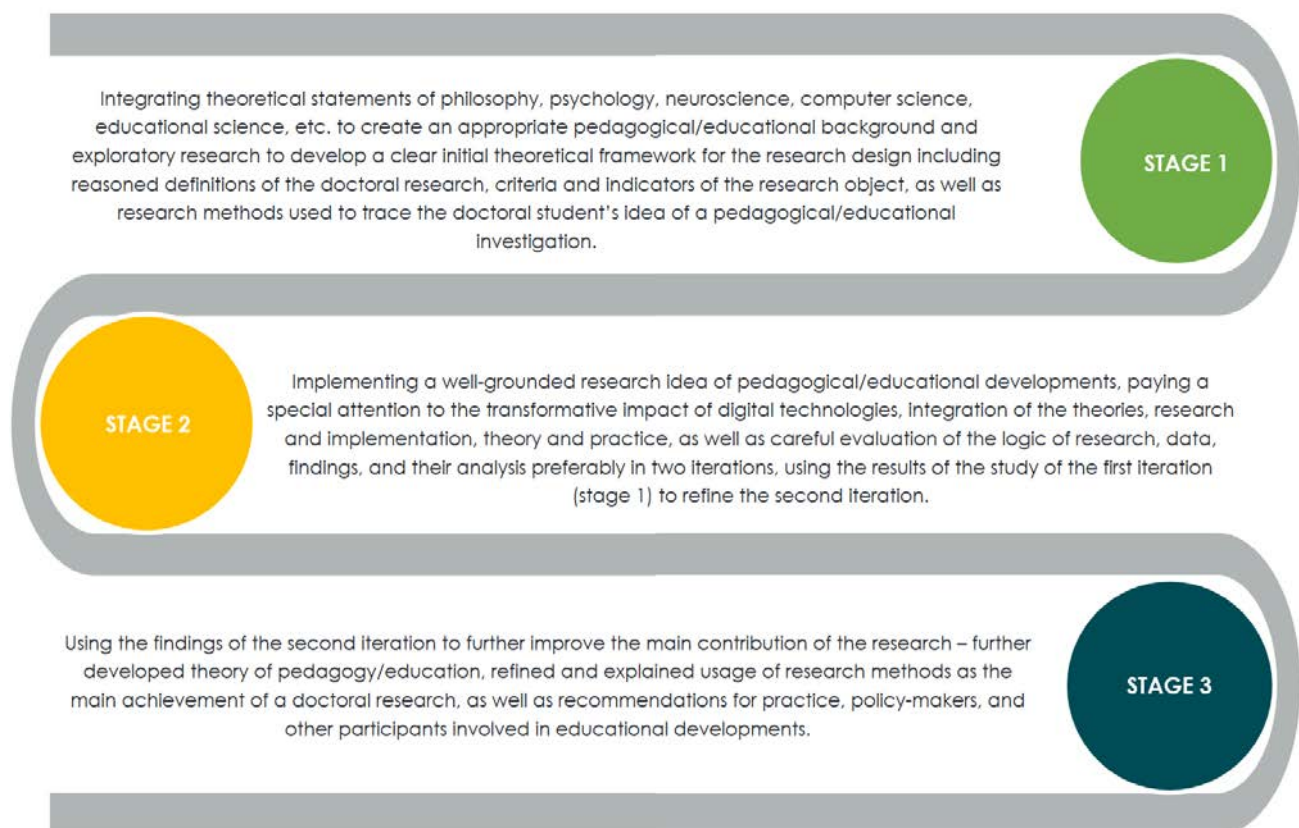 Integrating theoretical statements of philosophy, psychology, neuroscience, computer science,
educational science, etc. to create an appropriate pedagogical/educational background and
exploratory research to develop a clear initial theoretical framework for the research design including
reasoned definitions of the doctoral research, criteria and indicators of the research object, as well as
research methods used to trace the doctoral student's idea of a pedagogical/educational
investigation.
STAGE 1
STAGE 2
Implementing a well-grounded research idea of pedagogical/educational developments, paying a
special attention to the transformative impact of digital technologies, integration of the theories, research
and implementation, theory and practice, as well as careful evaluation of the logic of research, data,
findings, and their analysis preferably in two iterations, using the results of the study of the first iteration
(stage 1) to refine the second iteration.
Using the findings of the second iteration to further improve the main contribution of the research – further
developed theory of pedagogy/education, refined and explained usage of research methods as the
main achievement of a doctoral research, as well as recommendations for practice, policy-makers, and
other participants involved in educational developments.
STAGE 3